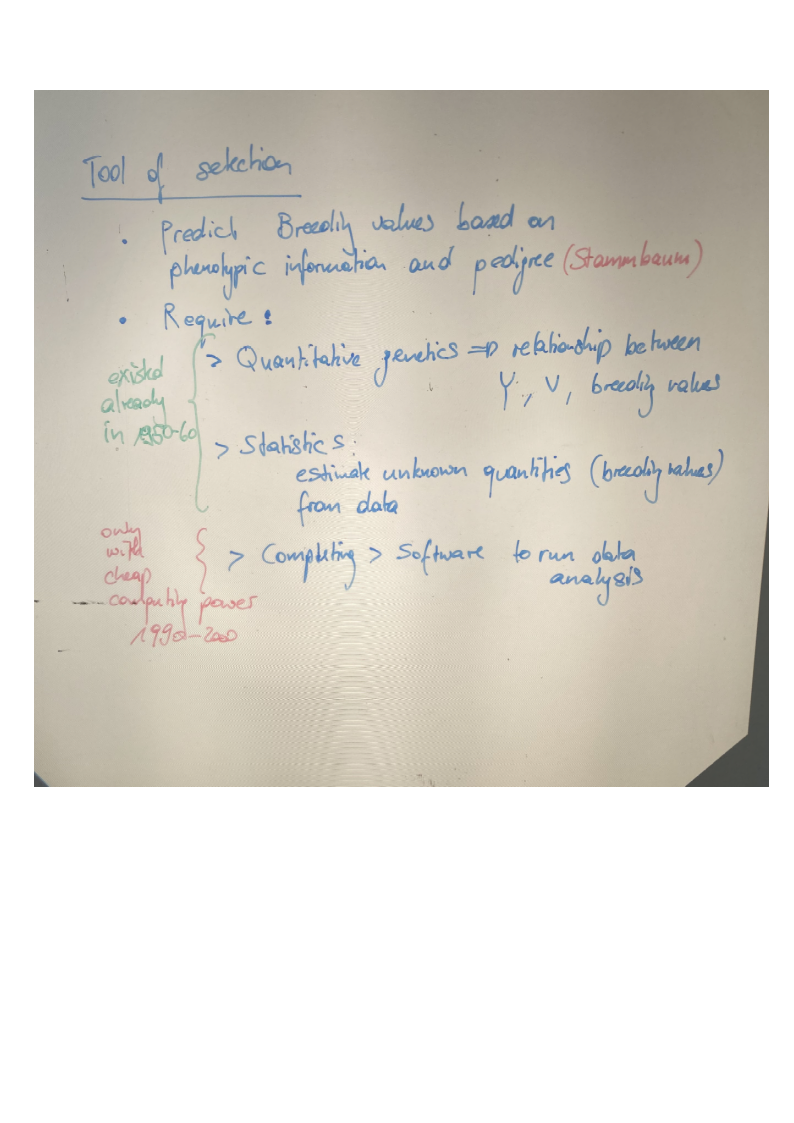 Tool of selection
• Predict Breeding values based on
phenotypic information and pedigree (Stammbaum)
• Require:
> Quantitative genetics => relationship between
Y, V, breeding values
existed
already
in 1950-60
> Statistics
estimate unknown quantities (breeding values)
from data
only
with
cheap
computing power
1990-2000
> Computing > Software to run data
analysis